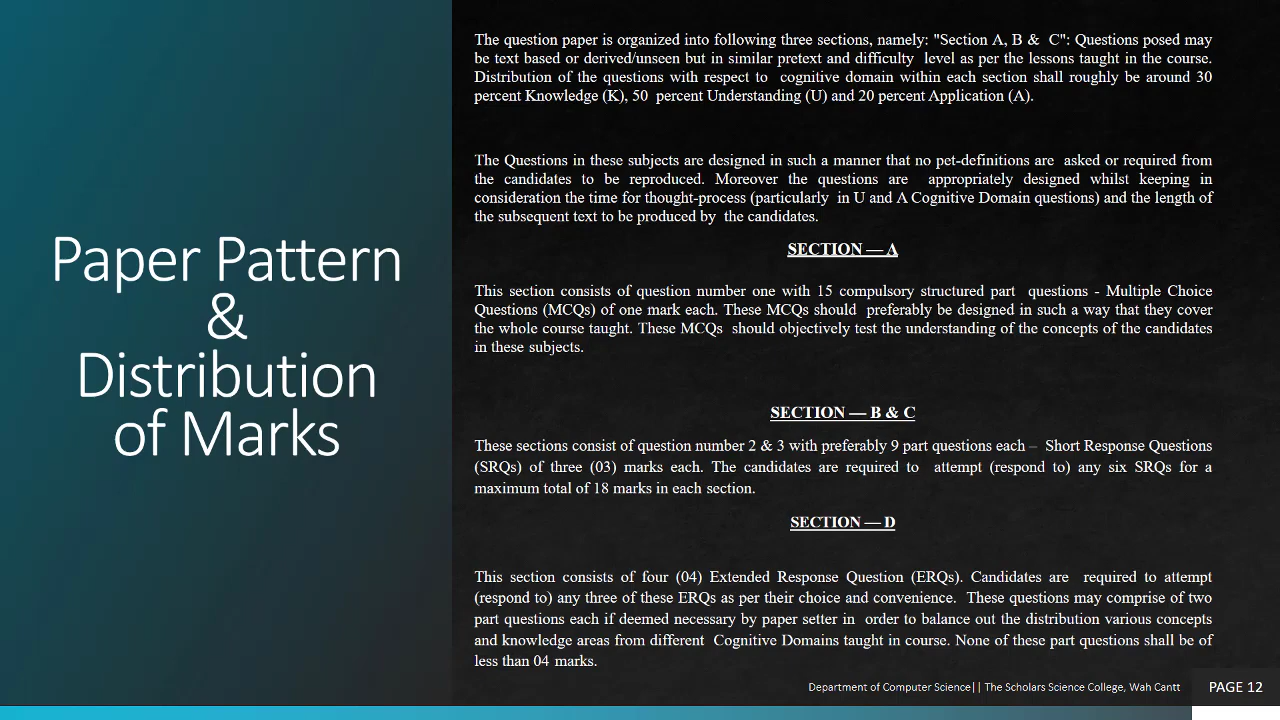 Paper Pattern
&
Distribution
of Marks
The question paper is organized into following three sections, namely: "Section A, B & C": Questions posed may
be text based or derived/unseen but in similar pretext and difficulty level as per the lessons taught in the course.
Distribution of the questions with respect to cognitive domain within each section shall roughly be around 30
percent Knowledge (K), 50 percent Understanding (U) and 20 percent Application (A).
The Questions in these subjects are designed in such a manner that no pet-definitions are asked or required from
the candidates to be reproduced. Moreover the questions are appropriately designed whilst keeping in
consideration the time for thought-process (particularly in U and A Cognitive Domain questions) and the length of
the subsequent text to be produced by the candidates.
SECTION — A
This section consists of question number one with 15 compulsory structured part questions - Multiple Choice
Questions (MCQs) of one mark each. These MCQs should preferably be designed in such a way that they cover
the whole course taught. These MCQs should objectively test the understanding of the concepts of the candidates
in these subjects.
SECTION — B & C
These sections consist of question number 2 & 3 with preferably 9 part questions each – Short Response Questions
(SRQs) of three (03) marks each. The candidates are required to attempt (respond to) any six SRQs for a
maximum total of 18 marks in each section.
SECTION — D
This section consists of four (04) Extended Response Question (ERQs). Candidates are required to attempt
(respond to) any three of these ERQs as per their choice and convenience. These questions may comprise of two
part questions each if deemed necessary by paper setter in order to balance out the distribution various concepts
and knowledge areas from different Cognitive Domains taught in course. None of these part questions shall be of
less than 04 marks.
Department of Computer Science|| The Scholars Science College, Wah Cantt
PAGE 12